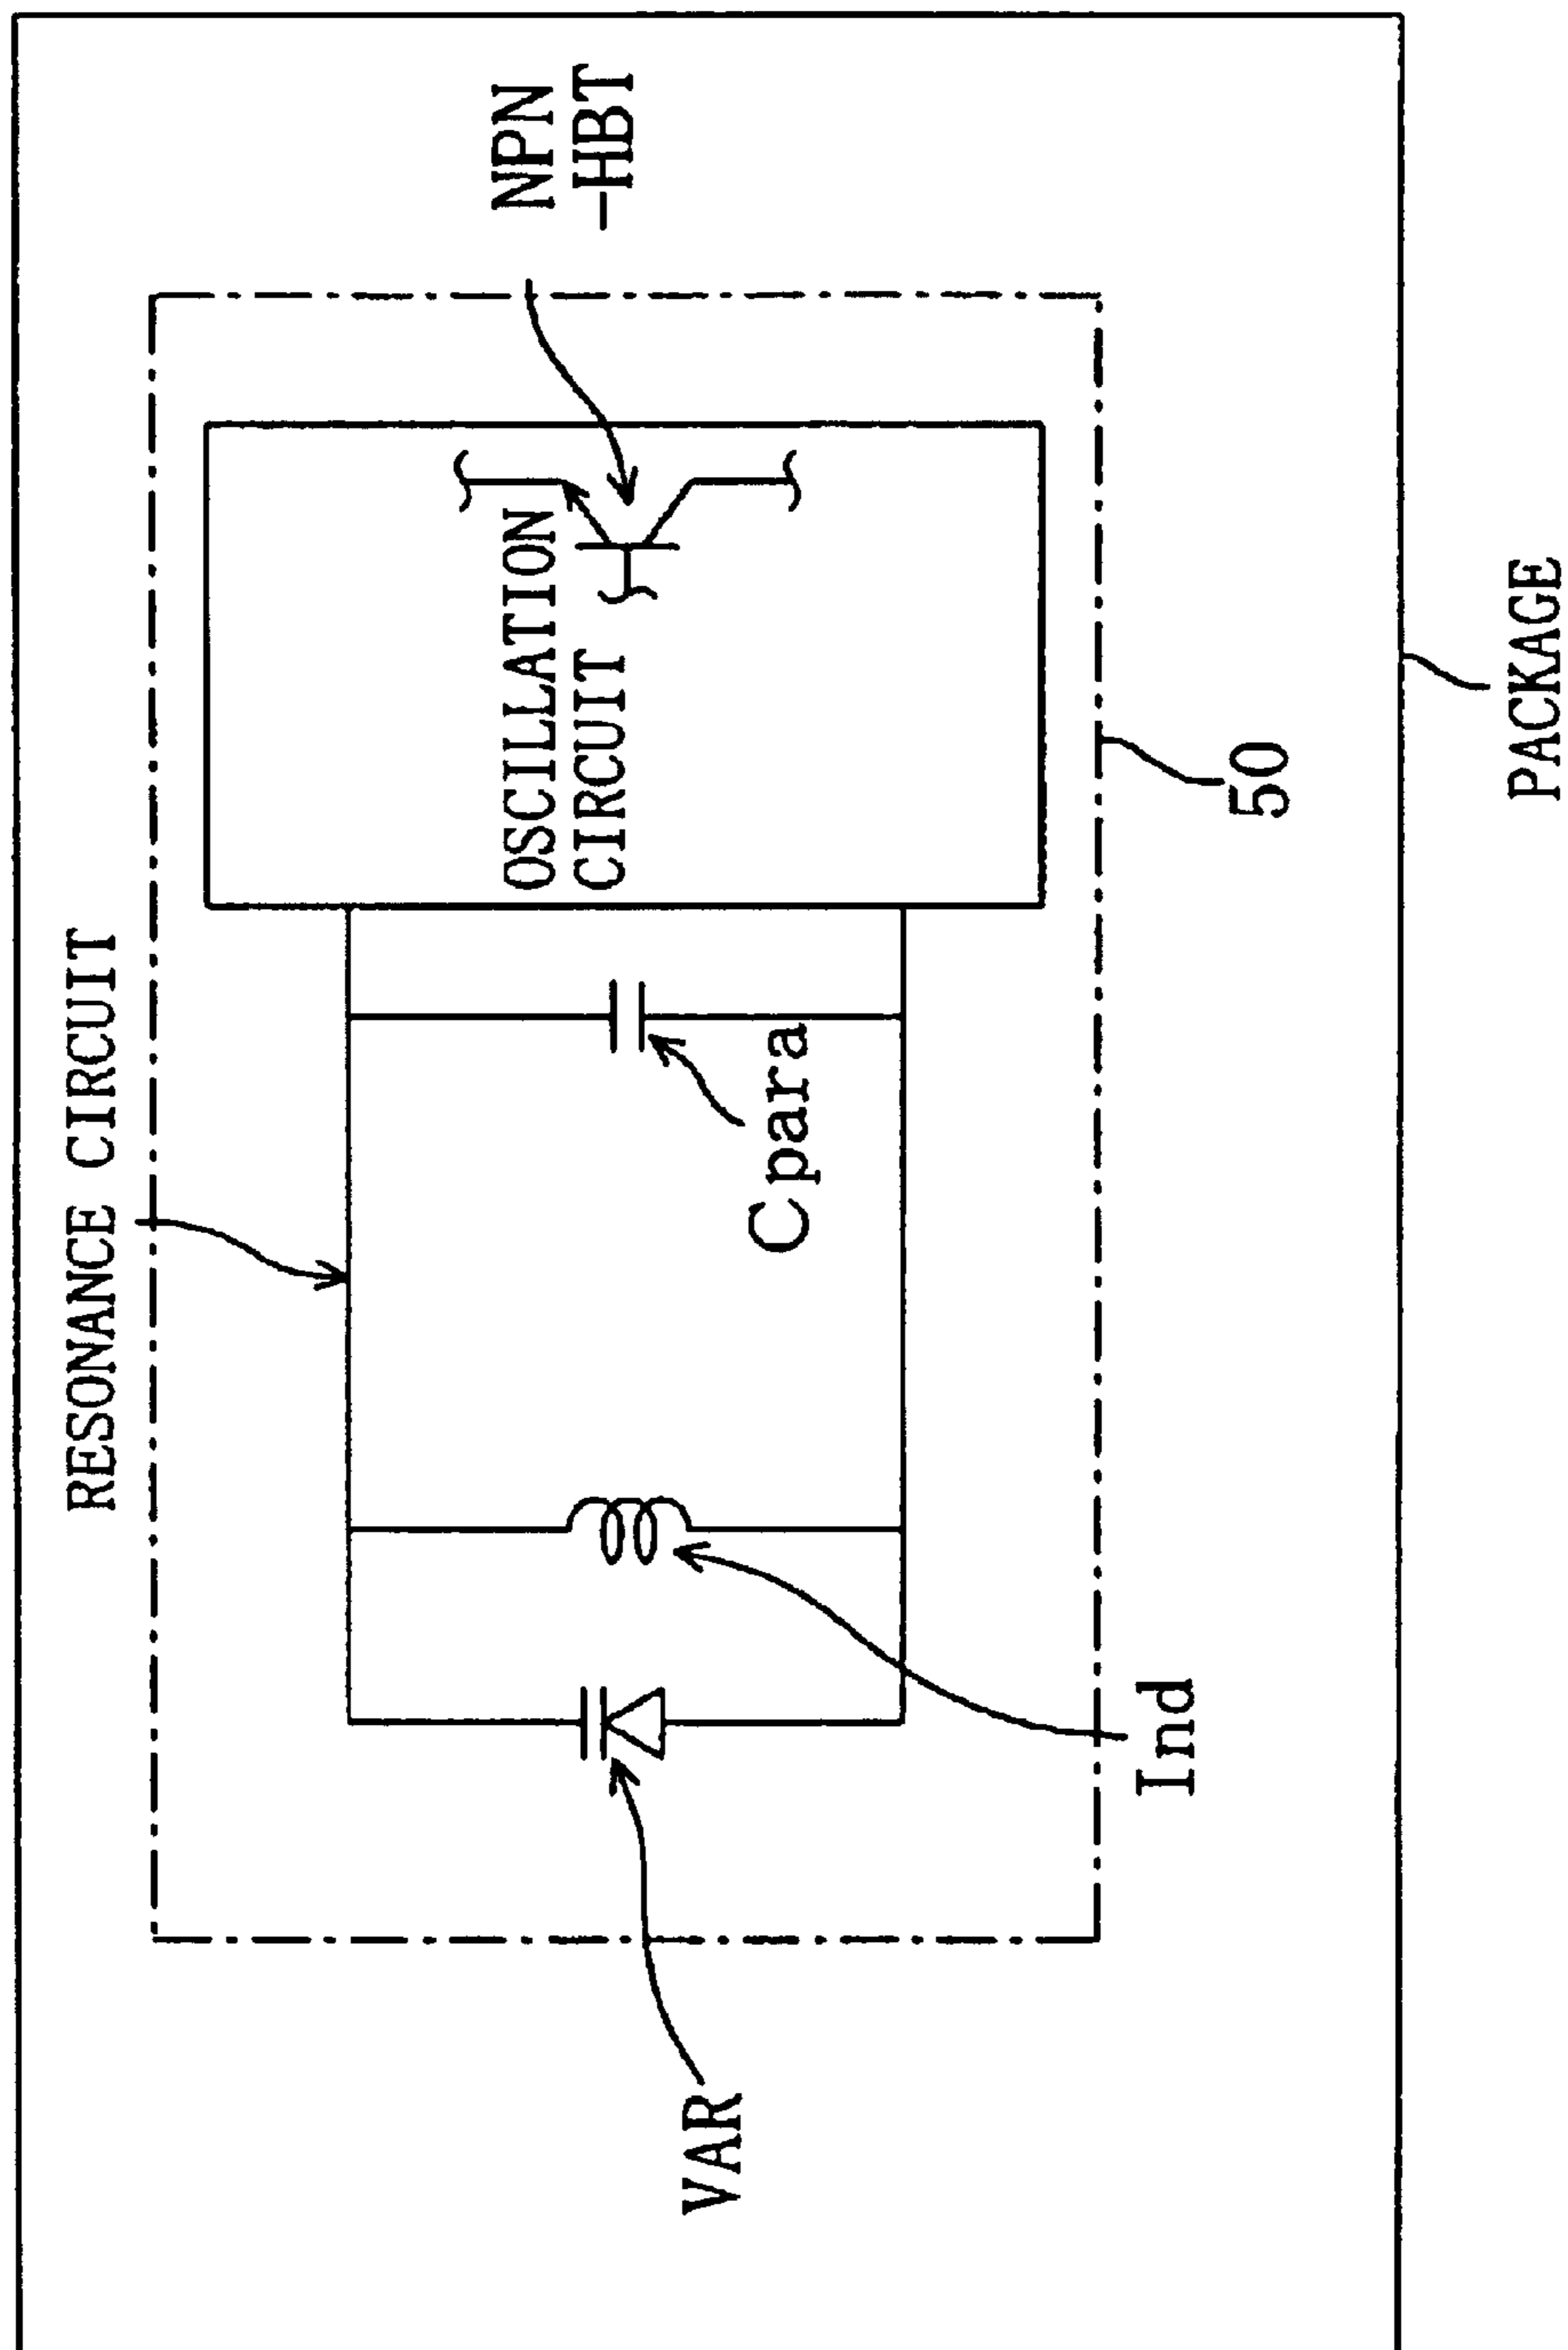 RESONANCE CIRCUIT
NPN
-HBT
OSCILLATION
CIRCUIT
Cpara
VAR
Ind
50
PACKAGE